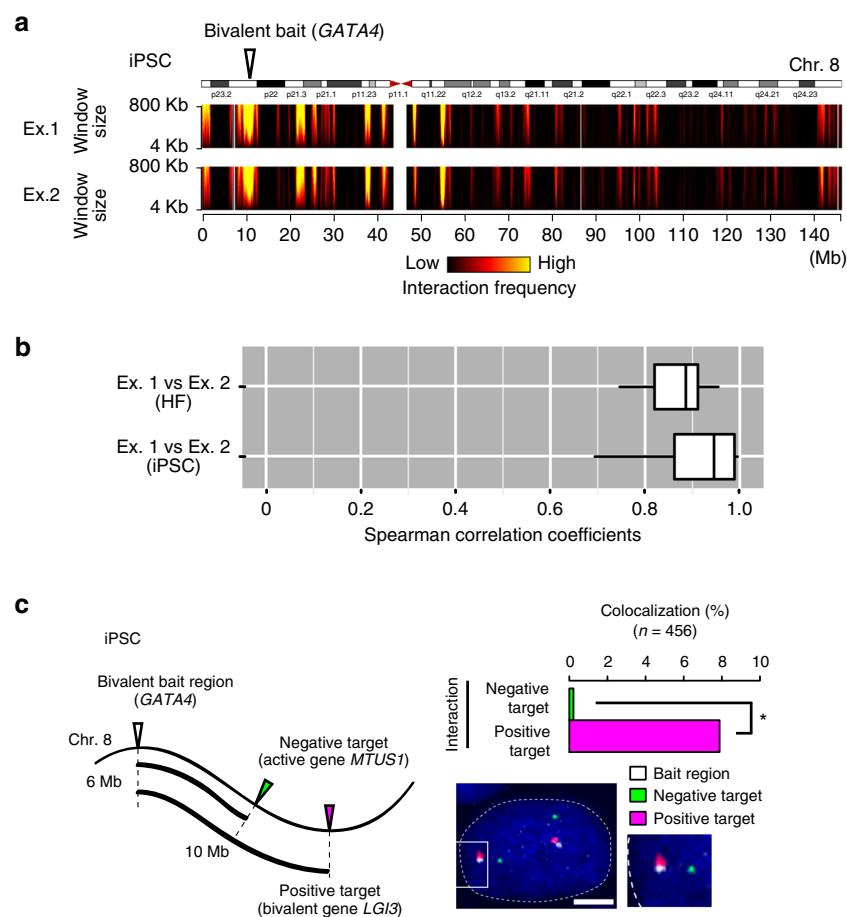 a
Bivalent bait (GATA4)
iPSC
Chr. 8
p23.2 p22 p21.3 p21.1 p11.23 p11.1 q11.22 q12.2 q13.2 q21.11 q21.2 q22.1 q22.3 q23.2 q24.11 q24.21 q24.23
Ex.1
Window size
800 Kb
4 Kb
Ex.2
Window size
800 Kb
4 Kb
0 10 20 30 40 50 60 70 80 90 100 110 120 130 140
(Mb)
Low High
Interaction frequency
b
Ex. 1 vs Ex. 2
(HF)
Ex. 1 vs Ex. 2
(iPSC)
0 0.2 0.4 0.6 0.8 1.0
Spearman correlation coefficients
c
iPSC
Bivalent bait region
(GATA4)
Chr. 8
6 Mb
10 Mb
Negative target
(active gene MTUS1)
Positive target
(bivalent gene LGI3)
Colocalization (%)
(n = 456)
0 2 4 6 8 10
Interaction
Negative
target
Positive
target
*
Bait region
Negative target
Positive target